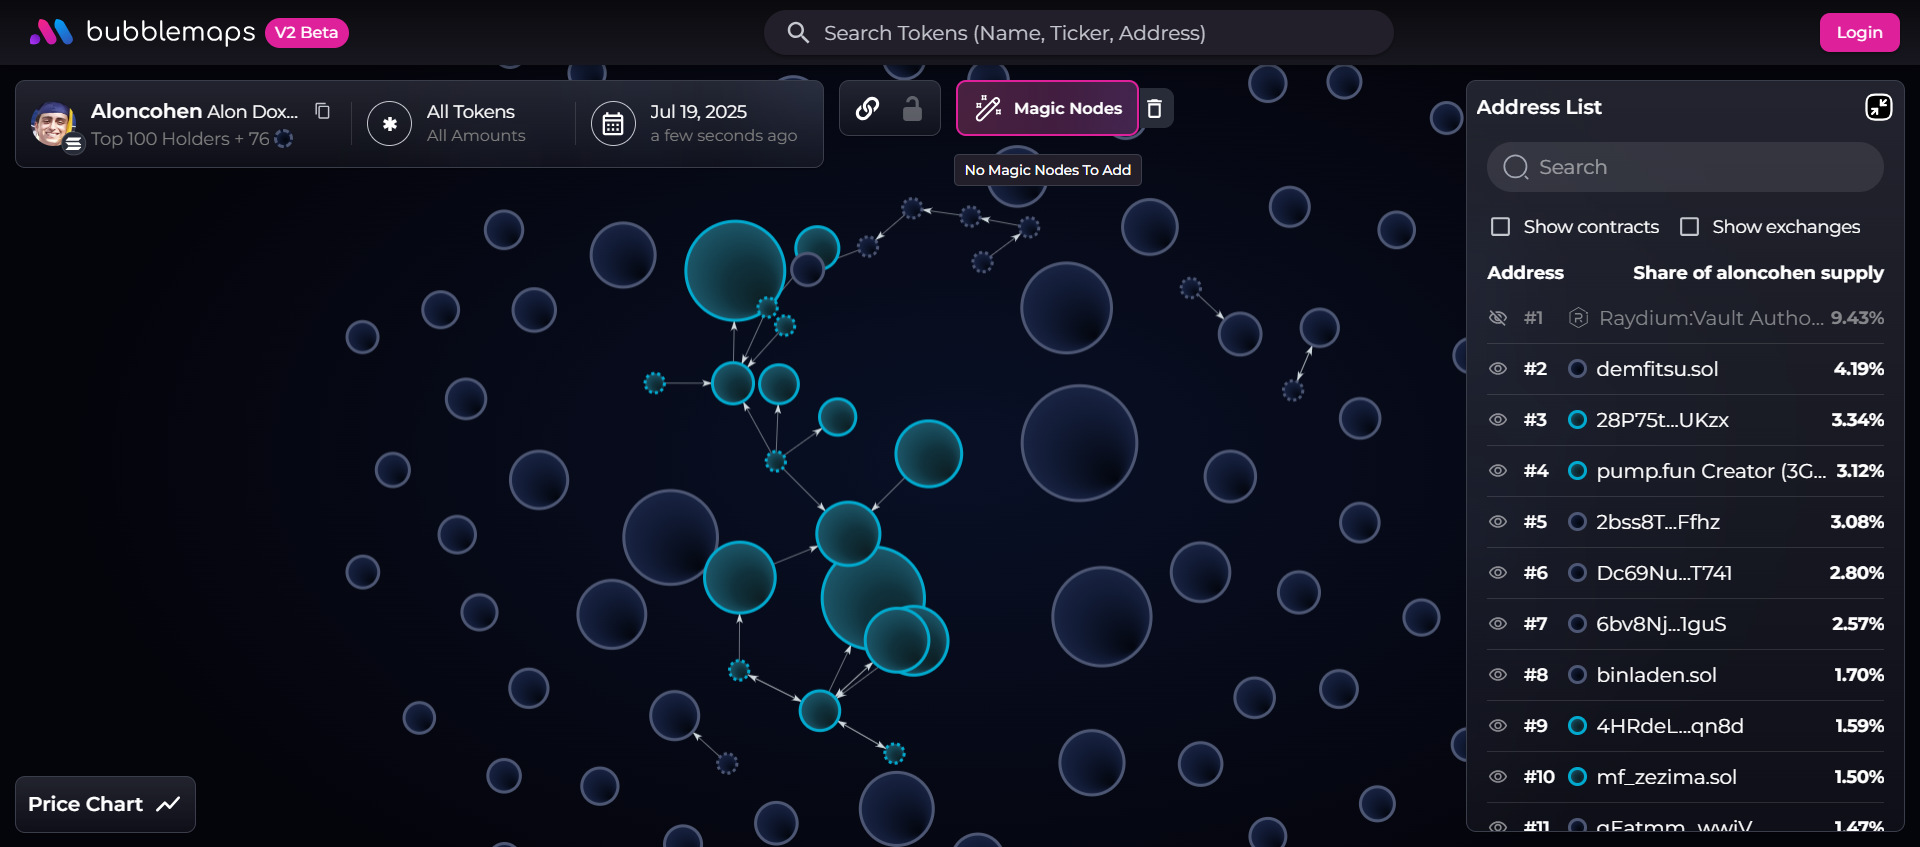 bubblemaps V2 Beta
Search Tokens (Name, Ticker, Address)
Login
Aloncohen Alon Dox...
Top 100 Holders + 76
All Tokens
All Amounts
Jul 19, 2025
a few seconds ago
Magic Nodes
No Magic Nodes To Add
Address List
Search
Show contracts Show exchanges
Address Share of aloncohen supply
#1 Raydium:Vault Autho... 9.43%
#2 demfitsu.sol 4.19%
#3 28P75t...UKzx 3.34%
#4 pump.fun Creator (3G... 3.12%
#5 2bss8T...Ffhz 3.08%
#6 Dc69Nu...T741 2.80%
#7 6bv8Nj...1guS 2.57%
#8 binladen.sol 1.70%
#9 4HRdeL...qn8d 1.59%
#10 mf_zezima.sol 1.50%
#11 1.47%
Price Chart